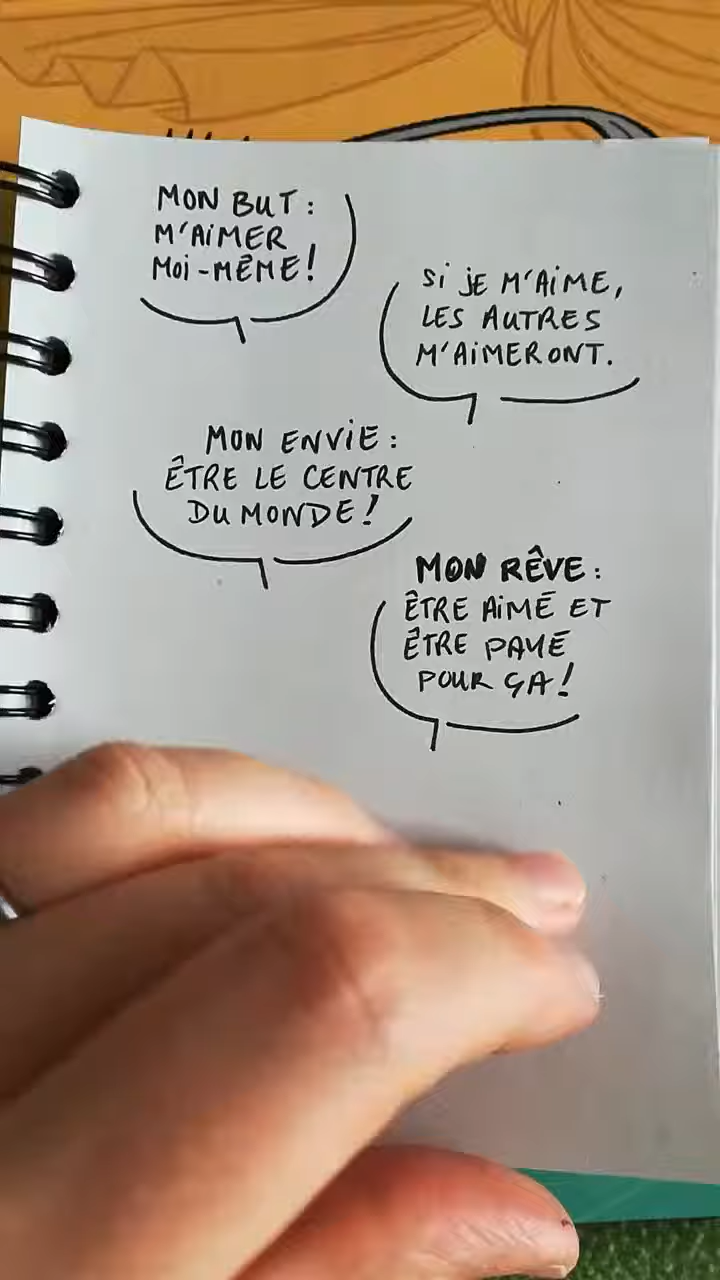 MON BUT :
M'AIMER
MOI-MÊME !
SI JE M'AIME,
LES AUTRES
M'AIMERONT.
MON ENVIE :
ÊTRE LE CENTRE
DU MONDE !
MON RÊVE :
ÊTRE AIMÉ ET
ÊTRE PAYÉ
POUR ÇA !